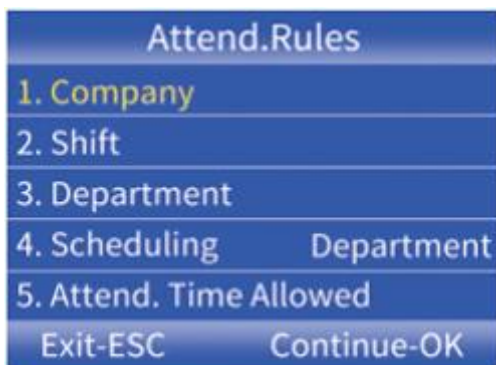 Attend.Rules
1. Company
2. Shift
3. Department
4. Scheduling Department
5. Attend. Time Allowed
Exit-ESC Continue-OK